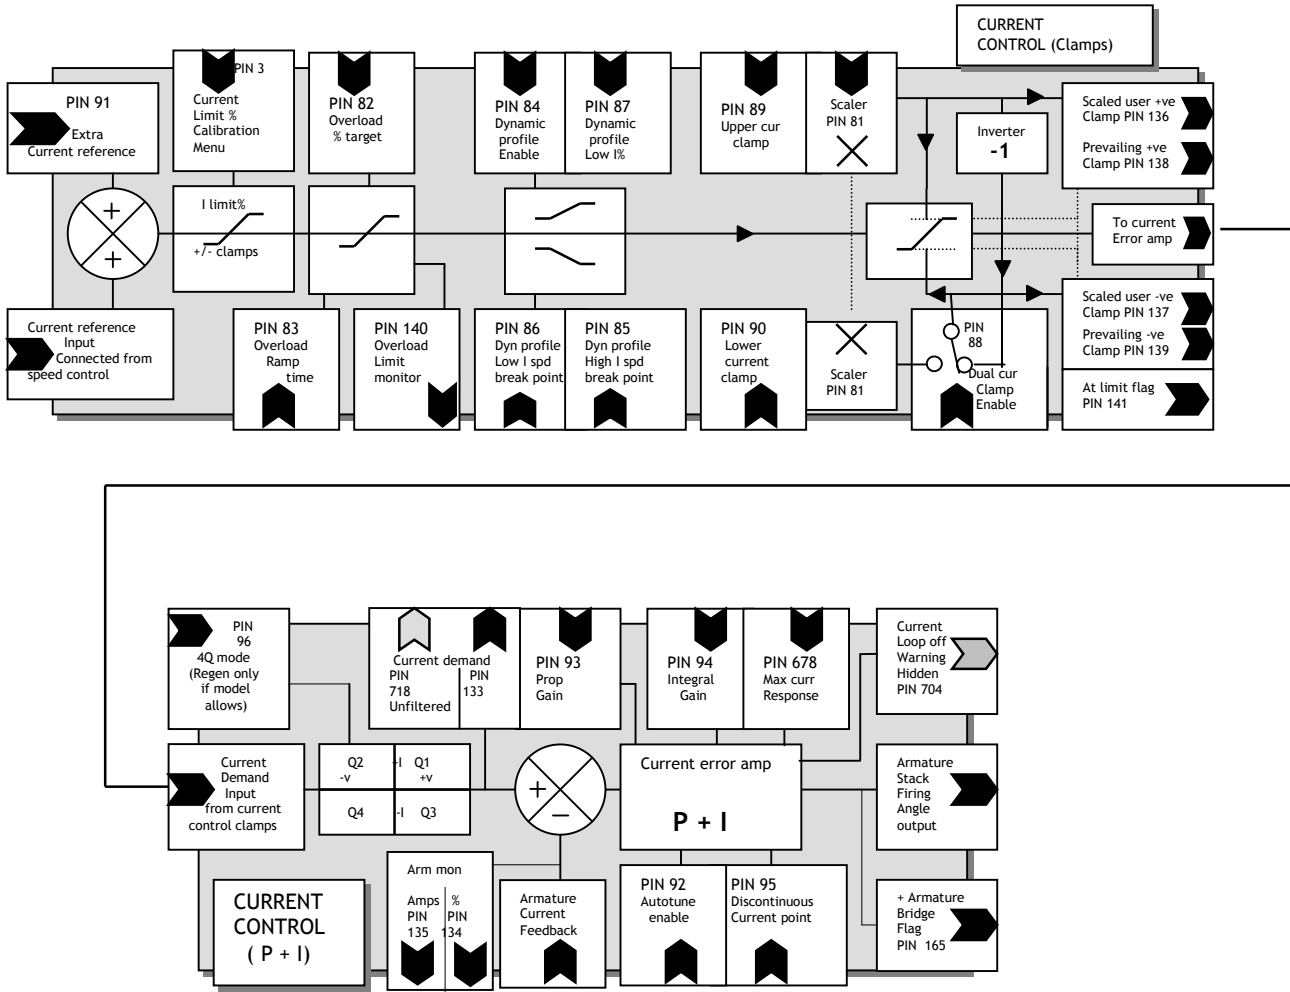 CURRENT
CONTROL (Clamps)
PIN 91
Extra
Current reference
PIN 3
Current
Limit %
Calibration
Menu
PIN 82
Overload
% target
PIN 84
Dynamic
profile
Enable
PIN 87
Dynamic
profile
Low I%
PIN 89
Upper cur
clamp
Scaler
PIN 81
Inverter
-1
Scaled user +ve
Clamp PIN 136
Prevailing +ve
Clamp PIN 138
+
+
I limit%
+/- clamps
To current
Error amp
Current reference
Input
Connected from
speed control
PIN 83
Overload
Ramp
time
PIN 140
Overload
Limit
monitor
PIN 86
Dyn profile
Low I spd
break point
PIN 85
Dyn profile
High I spd
break point
PIN 90
Lower
current
clamp
Scaler
PIN 81
PIN
88
Dual cur
Clamp
Enable
Scaled user -ve
Clamp PIN 137
Prevailing -ve
Clamp PIN 139
At limit flag
PIN 141
PIN
96
4Q mode
(Regen only
if model
allows)
Current demand
PIN
718
Unfiltered
PIN
133
PIN 93
Prop
Gain
PIN 94
Integral
Gain
PIN 678
Max curr
Response
Current
Loop off
Warning
Hidden
PIN 704
Current
Demand
Input
from current
control clamps
Q2 +I Q1
-v +v
Q4 -I Q3
+
–
Current error amp
P + I
Armature
Stack
Firing
Angle
output
CURRENT
CONTROL
( P + I)
Arm mon
Amps %
PIN PIN
135 134
Armature
Current
Feedback
PIN 92
Autotune
enable
PIN 95
Discontinuous
Current point
+ Armature
Bridge
Flag
PIN 165